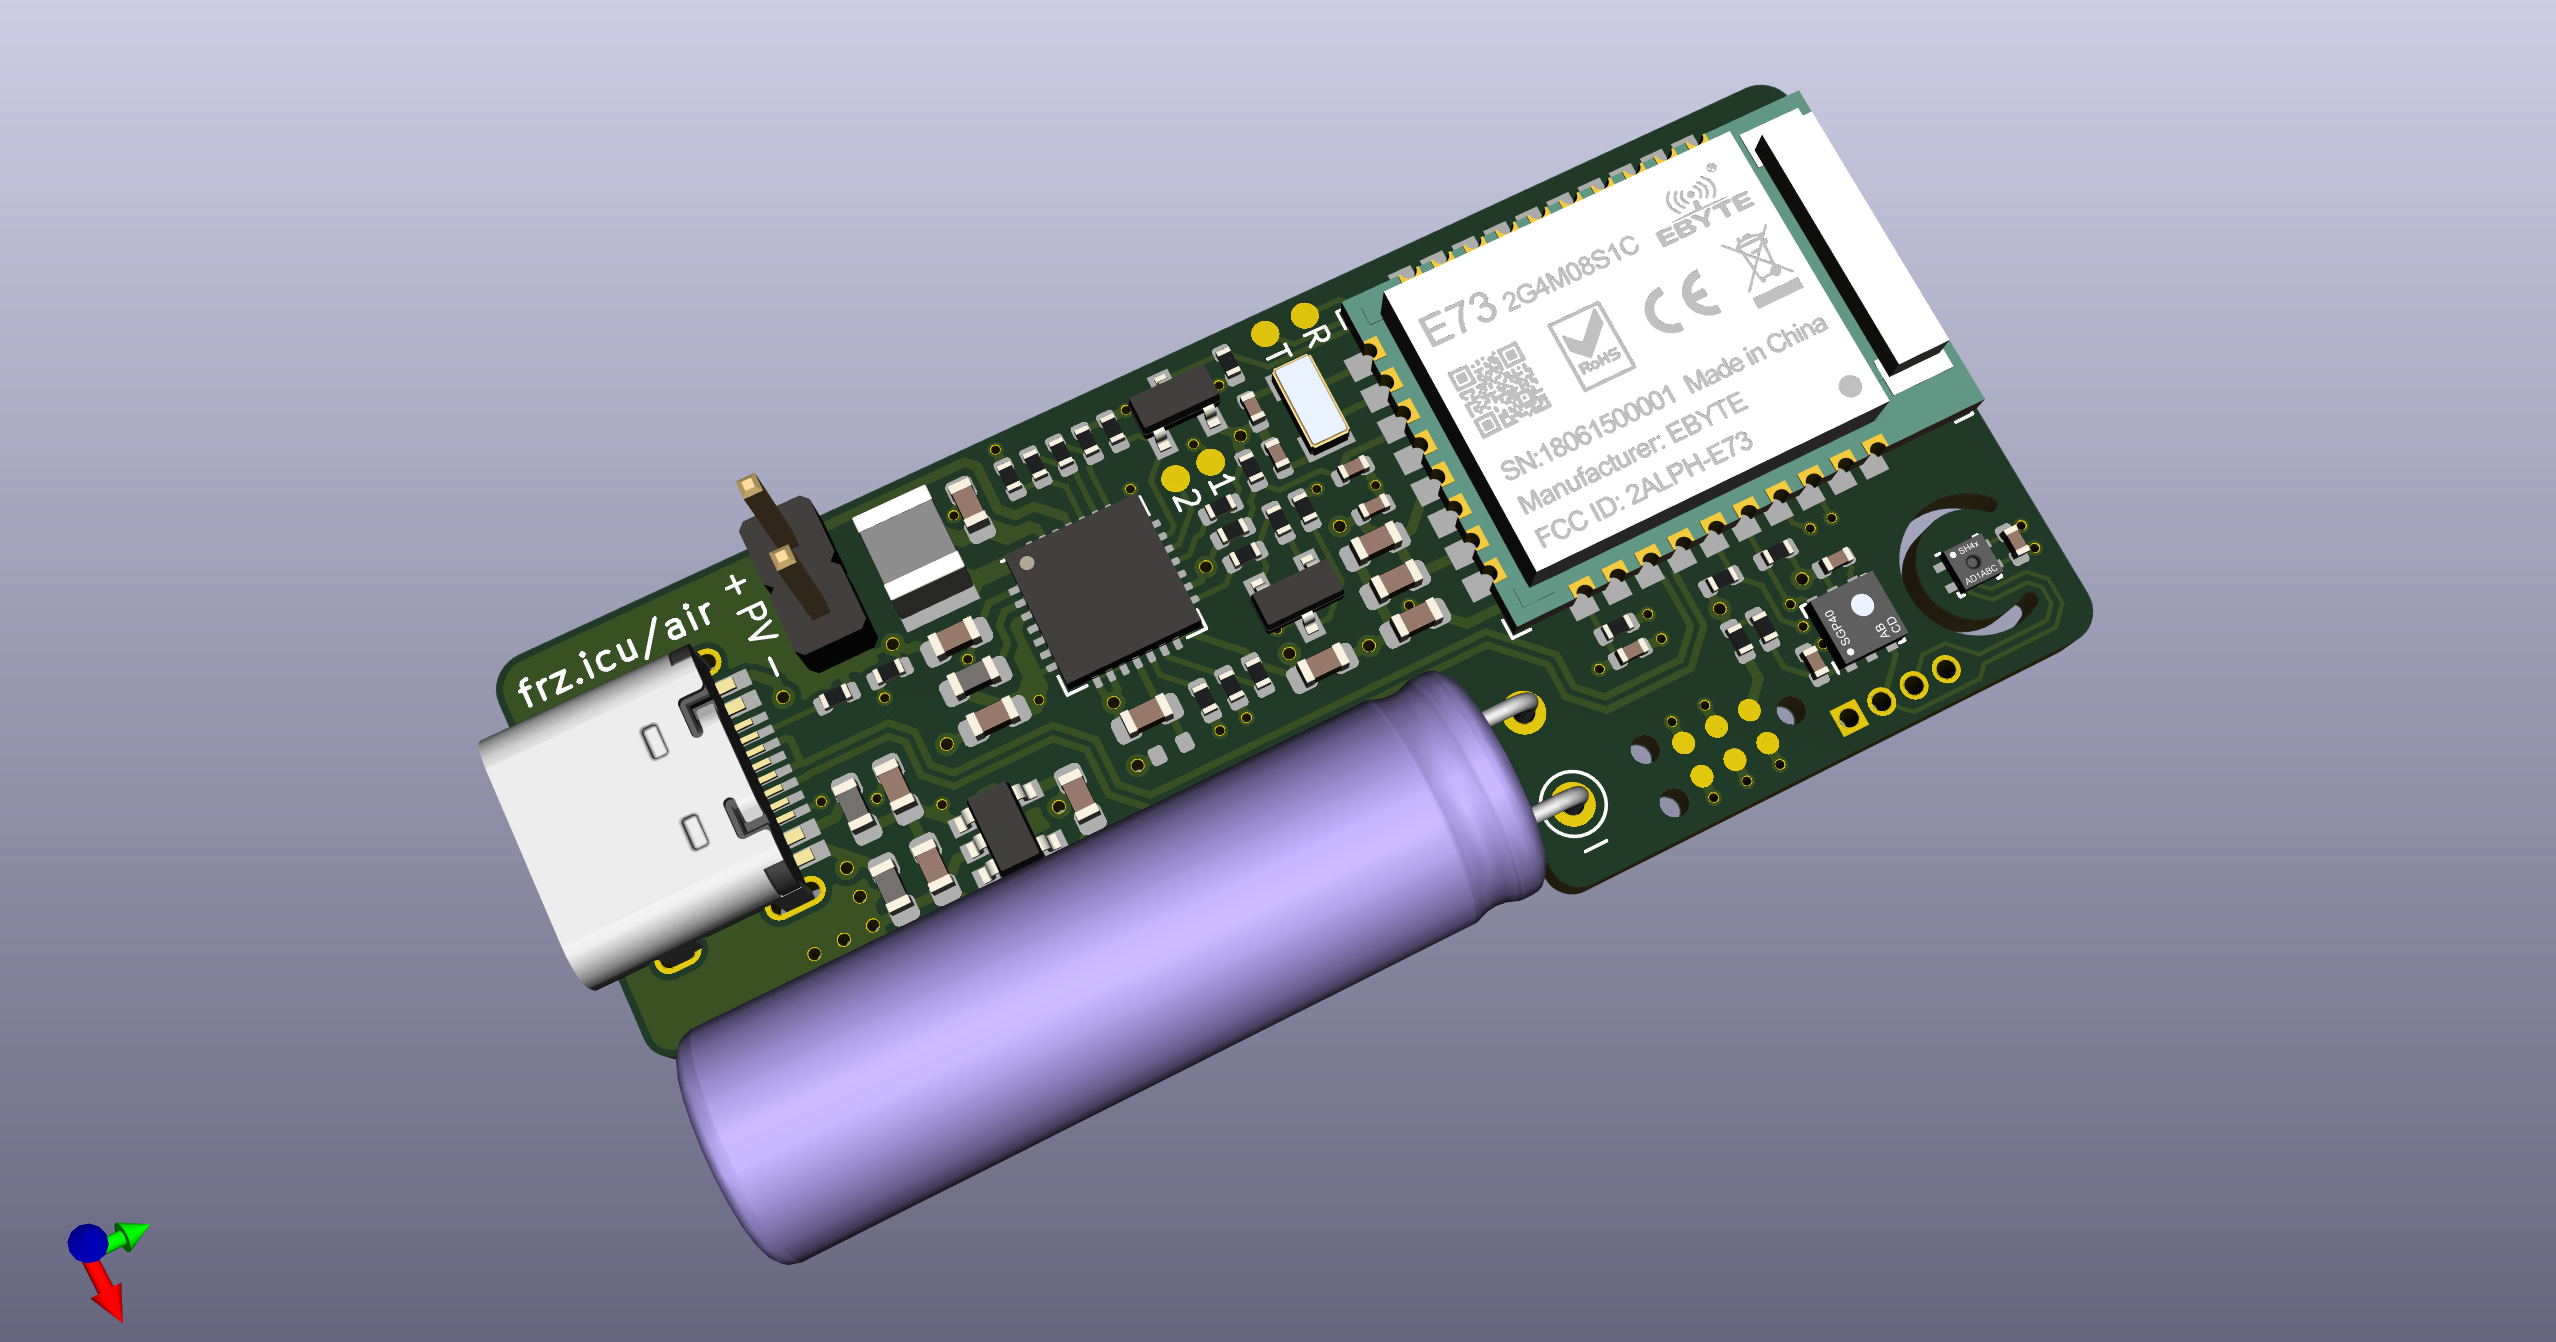 EBYTE
E73 2G4M08S1C
CE
RoHS
SN:18061500001 Made in China
Manufacturer: EBYTE
FCC ID: 2ALPH-E73
R
T
1
2
+
PV
-
frz.icu/air
SH4x
AD1ABC
SGP40
AB
CD